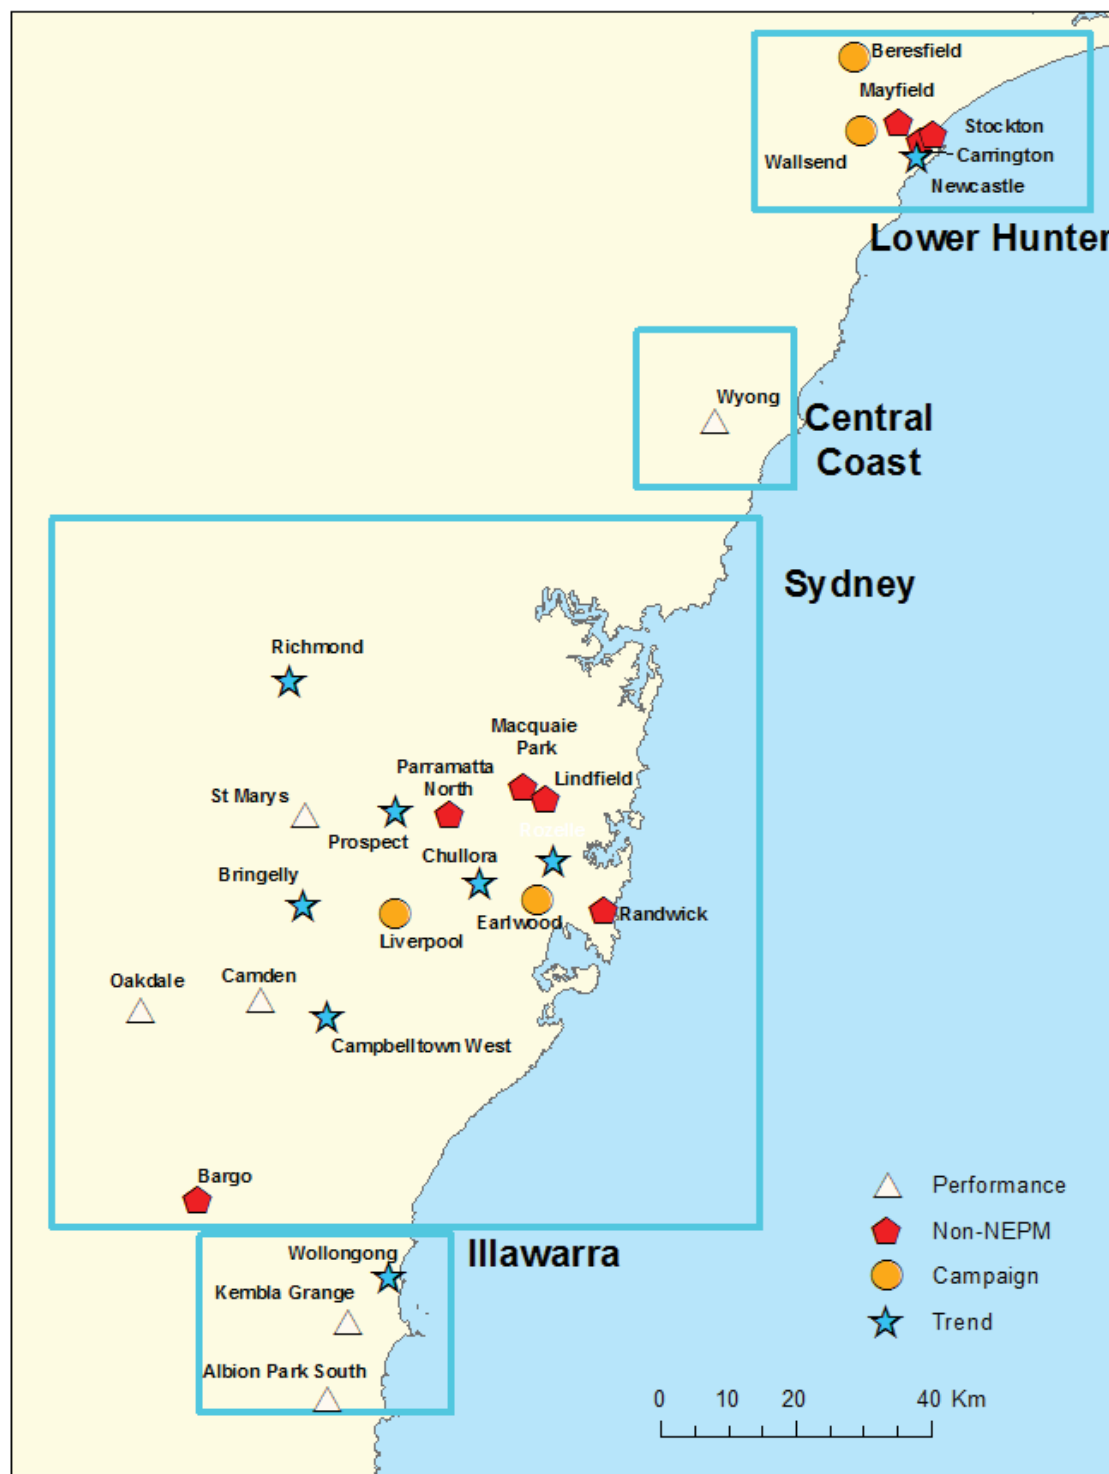 Beresfield
Mayfield
Stockton
Wallsend
Carrington
Newcastle
Lower Hunter
Wyong
Central
Coast
Sydney
Richmond
Macquaie
Park
Parramatta
North
Lindfield
St Marys
Prospect
Rozelle
Chullora
Bringelly
Earlwood
Randwick
Liverpool
Oakdale
Camden
Campbelltown West
Bargo
Performance
Non-NEPM
Illawarra
Wollongong
Campaign
Kembla Grange
Trend
Albion Park South
0 10 20 40 Km